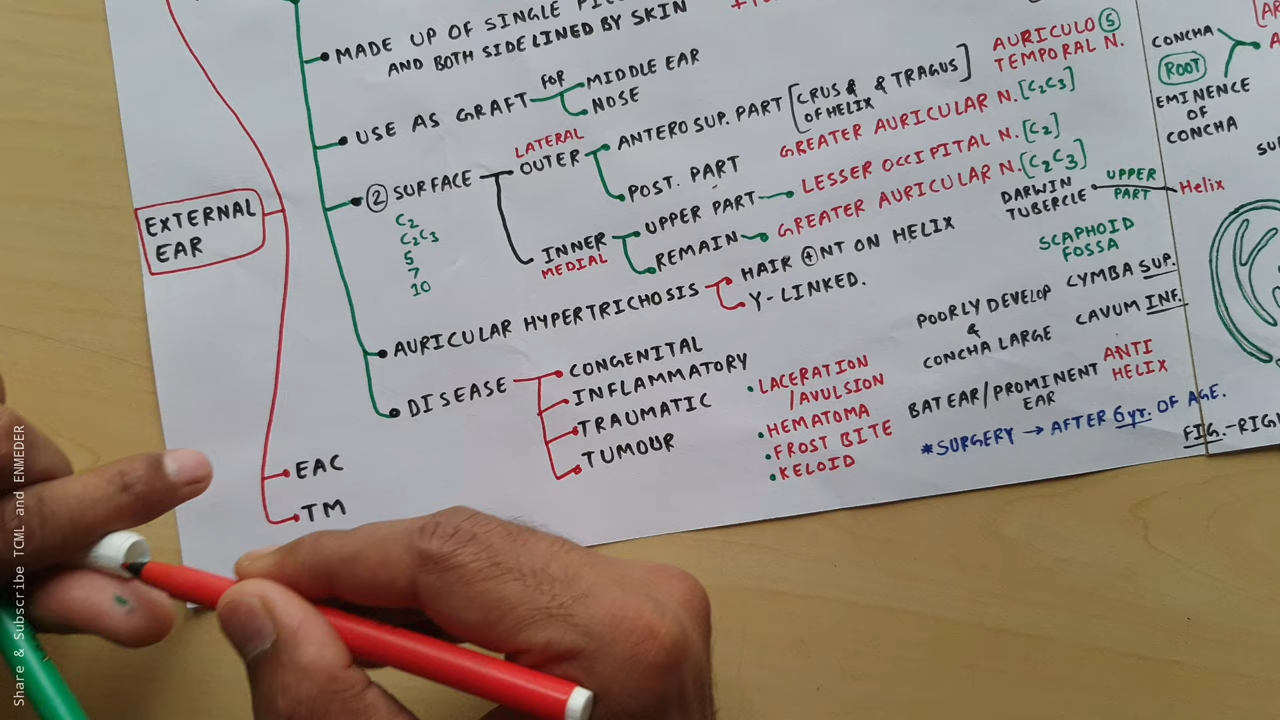 MADE UP OF SINGLE
AND BOTH SIDE LINED BY SKIN
USE AS GRAFT FOR MIDDLE EAR
NOSE
② SURFACE
C₂
C₂C₃
5
7
10
LATERAL
OUTER
ANTEROSUP. PART [CRUS OF HELIX & & TRAGUS]
AURICULO ⑤
TEMPORAL N.
POST. PART
GREATER AURICULAR N. [C₂C₃]
INNER
MEDIAL
UPPER PART
LESSER OCCIPITAL N. [C₂]
REMAIN
GREATER AURICULAR N. [C₂C₃]
AURICULAR HYPERTRICHOSIS
HAIR ⊕NT ON HELIX
Y-LINKED.
DISEASE
CONGENITAL
INFLAMMATORY
TRAUMATIC
TUMOUR
• LACERATION
/AVULSION
• HEMATOMA
• FROST BITE
• KELOID
POORLY DEVELOP
&
CONCHA LARGE
ANTI
HELIX
BAT EAR/PROMINENT
EAR
*SURGERY → AFTER 6yr. OF AGE.
EXTERNAL
EAR
EAC
TM
CONCHA
ROOT
EMINENCE
OF
CONCHA
DARWIN
TUBERCLE
UPPER
PART
Helix
SCAPHOID
FOSSA
CYMBA SUP.
CAVUM INF.
FIG.-RIG
Share & Subscribe TCML and ENMEDER